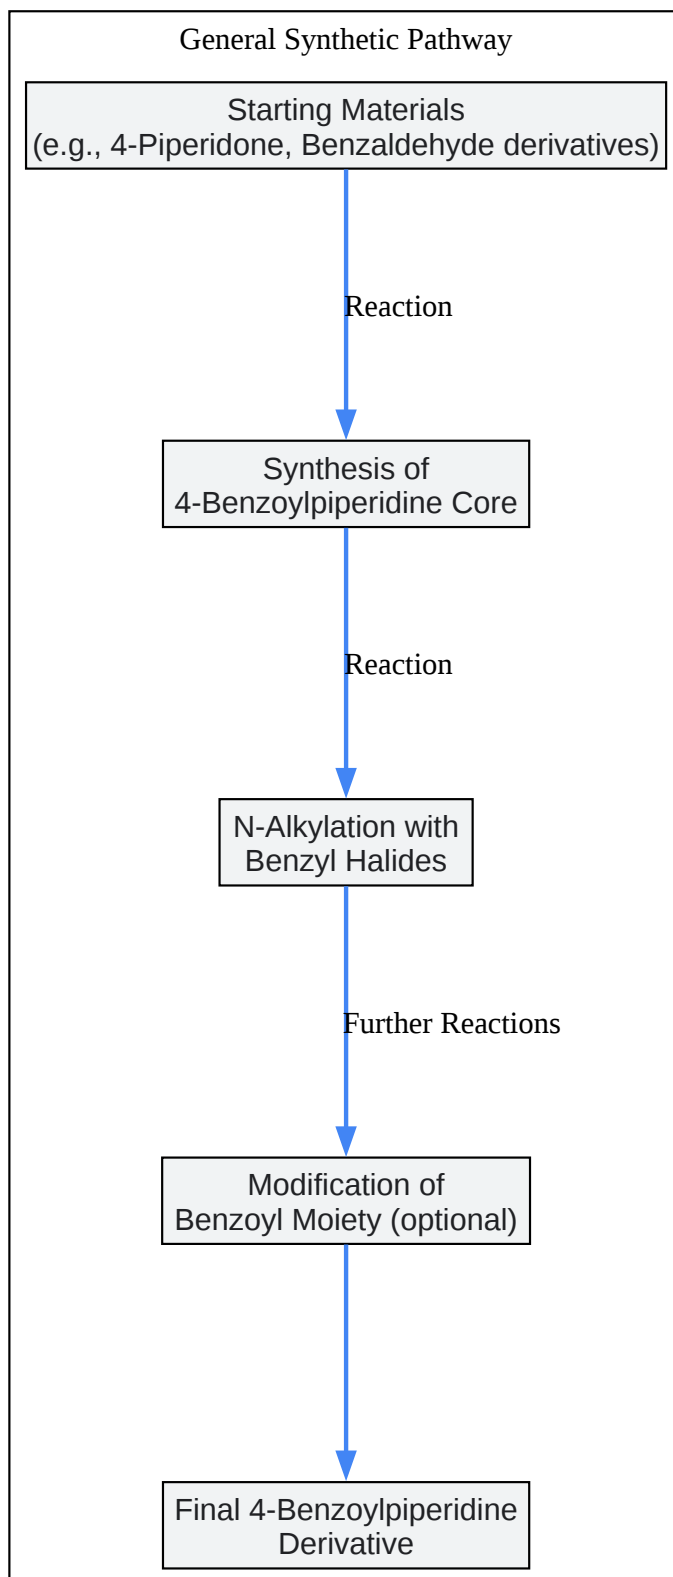 General Synthetic Pathway
Starting Materials
(e.g., 4-Piperidone, Benzaldehyde derivatives)
Reaction
Synthesis of
4-Benzoylpiperidine Core
Reaction
N-Alkylation with
Benzyl Halides
Further Reactions
Modification of
Benzoyl Moiety (optional)
Final 4-Benzoylpiperidine
Derivative